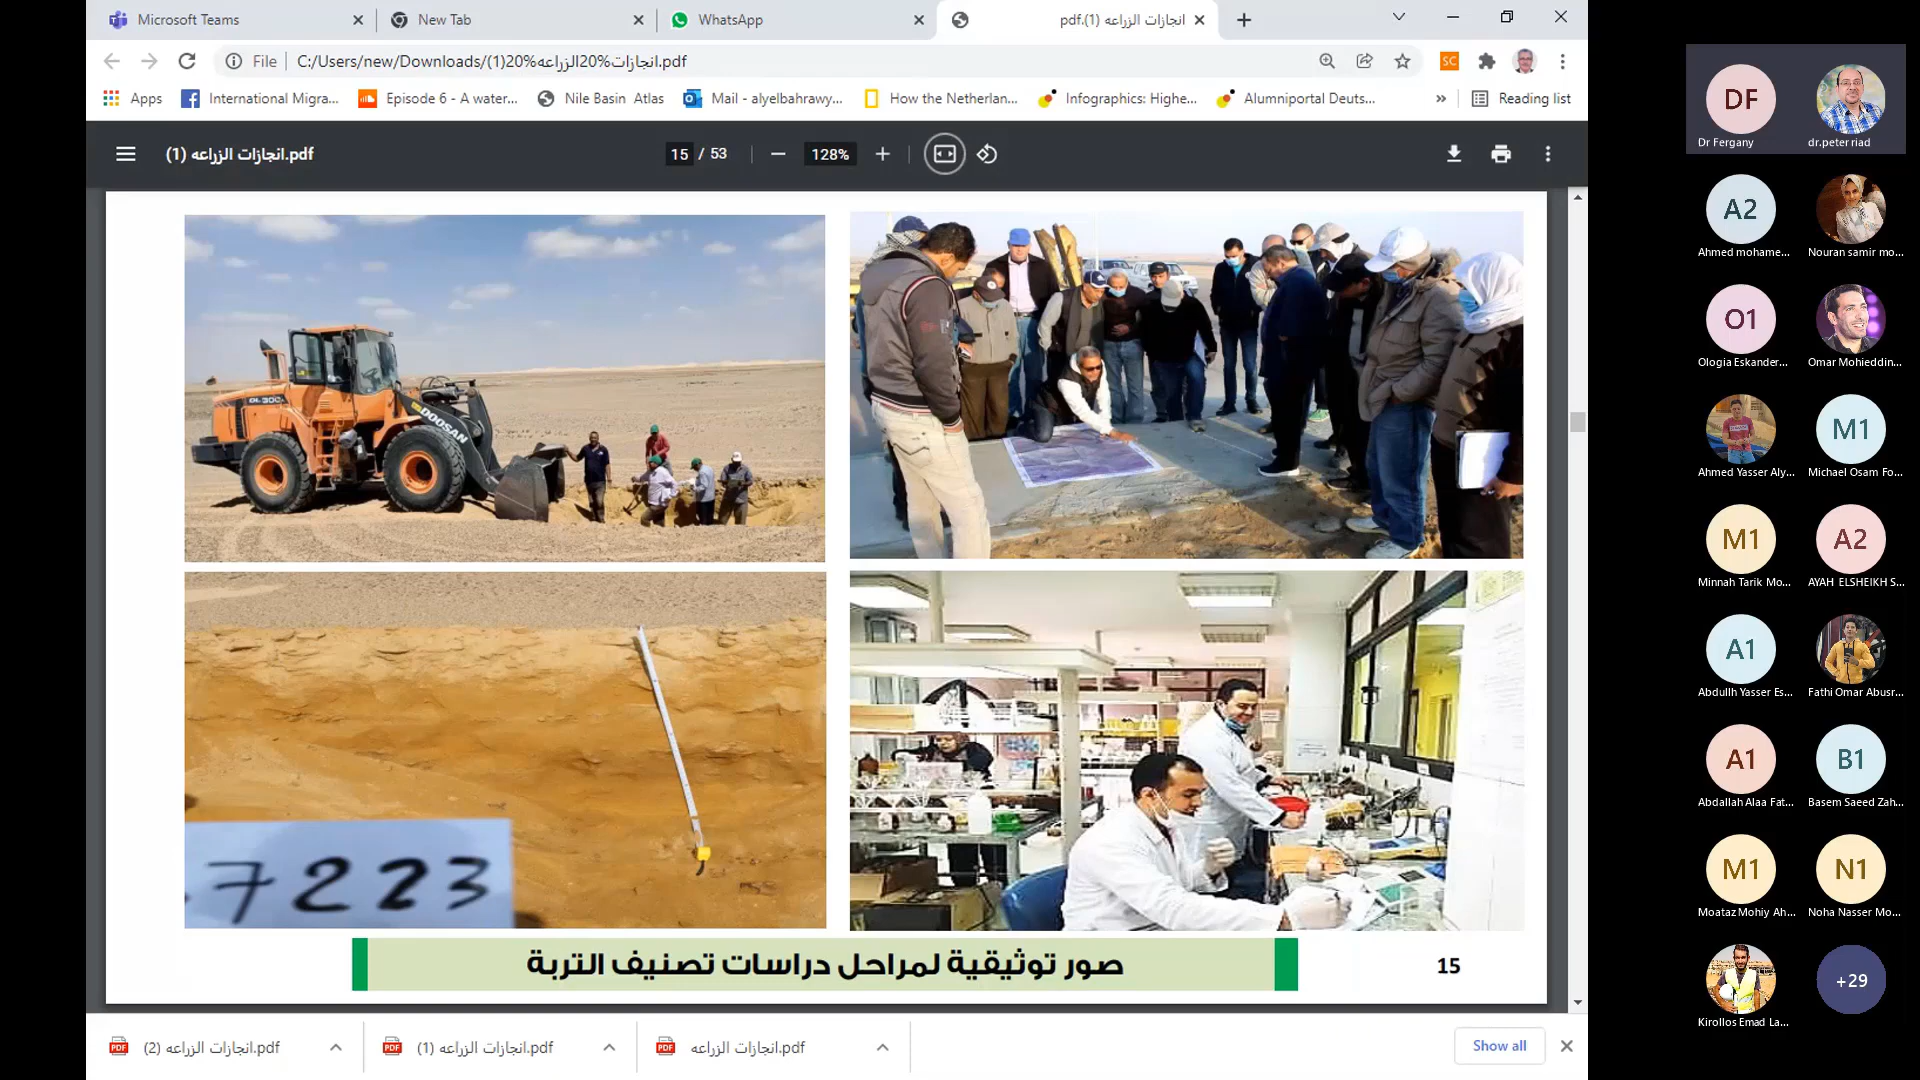 Microsoft Teams
New Tab
WhatsApp
انجازات الزراعه (1).pdf
File
C:/Users/new/Downloads/انجازات%20الزراعه%20(1).pdf
SC
Apps
International Migra...
Episode 6 - A water...
Nile Basin Atlas
Mail - alyelbahrawy...
How the Netherlan...
Infographics: Highe...
Alumniportal Deuts...
»
Reading list
انجازات الزراعه (1).pdf
15 / 53
128%
DOOSAN
7223
صور توثيقية لمراحل دراسات تصنيف التربة
15
انجازات الزراعه (2).pdf
انجازات الزراعه (1).pdf
انجازات الزراعه.pdf
Show all
DF
Dr Fergany
dr.peter riad
A2
Ahmed mohame...
Nouran samir mo...
O1
Ologia Eskander...
Omar Mohieddin...
Ahmed Yasser Aly...
M1
Michael Osam Fo...
M1
Minnah Tarik Mo...
A2
AYAH ELSHEIKH S...
A1
Abdullh Yasser Es...
Fathi Omar Abusr...
A1
Abdallah Alaa Fat...
B1
Basem Saeed Zah...
M1
Moataz Mohiy Ah...
N1
Noha Nasser Mo...
Kirollos Emad La...
+29